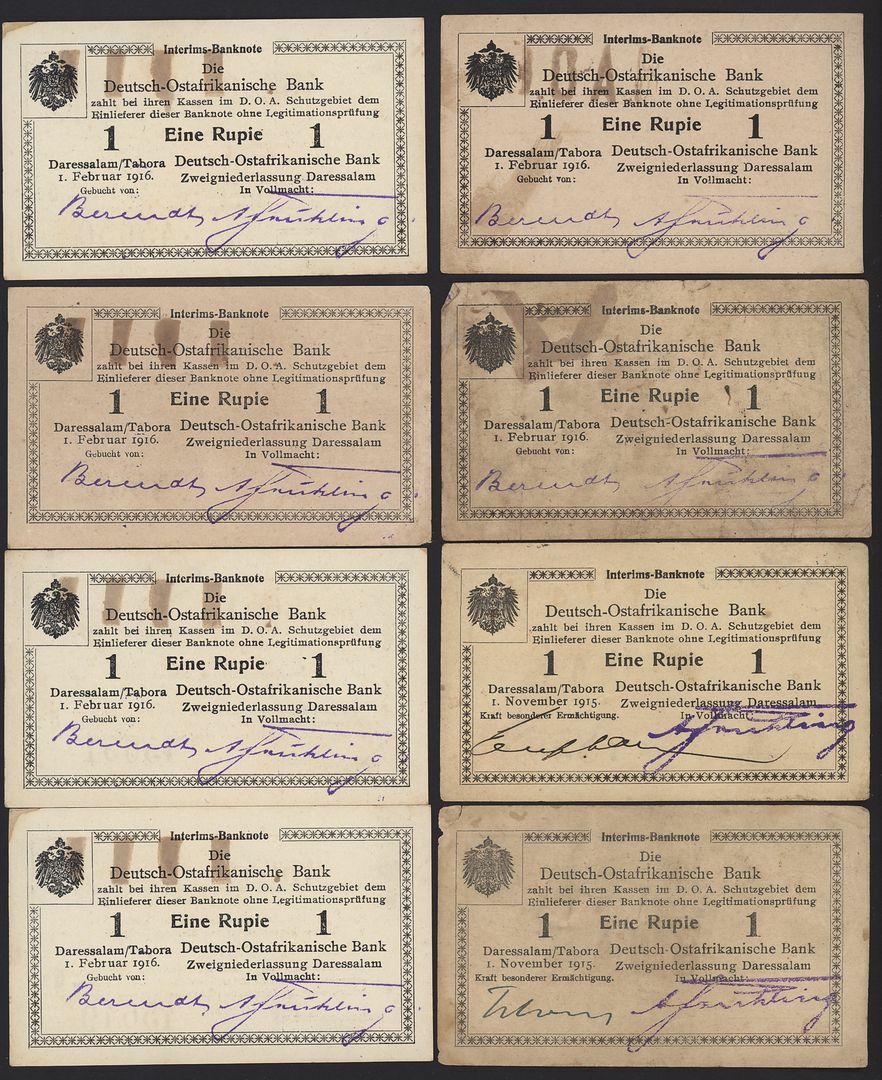 Interims-Banknote
Die
Deutsch-Ostafrikanische Bank
zahlt bei ihren Kassen im D. O. A. Schutzgebiet dem
Einlieferer dieser Banknote ohne Legitimationsprüfung
1 Eine Rupie 1
Daressalam/Tabora Deutsch-Ostafrikanische Bank
1. Februar 1916. Zweigniederlassung Daressalam
Gebucht von: In Vollmacht:
Berendt A Frühling
Interims-Banknote
Die
Deutsch-Ostafrikanische Bank
zahlt bei ihren Kassen im D. O. A. Schutzgebiet dem
Einlieferer dieser Banknote ohne Legitimationsprüfung
1 Eine Rupie 1
Daressalam/Tabora Deutsch-Ostafrikanische Bank
1. Februar 1916. Zweigniederlassung Daressalam
Gebucht von: In Vollmacht:
Berendt A Frühling
Interims-Banknote
Die
Deutsch-Ostafrikanische Bank
zahlt bei ihren Kassen im D. O. A. Schutzgebiet dem
Einlieferer dieser Banknote ohne Legitimationsprüfung
1 Eine Rupie 1
Daressalam/Tabora Deutsch-Ostafrikanische Bank
1. Februar 1916. Zweigniederlassung Daressalam
Gebucht von: In Vollmacht:
Berendt A Frühling
Interims-Banknote
Die
Deutsch-Ostafrikanische Bank
zahlt bei ihren Kassen im D. O. A. Schutzgebiet dem
Einlieferer dieser Banknote ohne Legitimationsprüfung
1 Eine Rupie 1
Daressalam/Tabora Deutsch-Ostafrikanische Bank
1. Februar 1916. Zweigniederlassung Daressalam
Gebucht von: In Vollmacht:
Berendt A Frühling
Interims-Banknote
Die
Deutsch-Ostafrikanische Bank
zahlt bei ihren Kassen im D. O. A. Schutzgebiet dem
Einlieferer dieser Banknote ohne Legitimationsprüfung
1 Eine Rupie 1
Daressalam/Tabora Deutsch-Ostafrikanische Bank
1. Februar 1916. Zweigniederlassung Daressalam
Gebucht von: In Vollmacht:
Berendt A Frühling
Interims-Banknote
Die
Deutsch-Ostafrikanische Bank
zahlt bei ihren Kassen im D. O. A. Schutzgebiet dem
Einlieferer dieser Banknote ohne Legitimationsprüfung
1 Eine Rupie 1
Daressalam/Tabora Deutsch-Ostafrikanische Bank
1. November 1915. Zweigniederlassung Daressalam
Kraft besonderer Ermächtigung. In Vollmacht:
A Frühling
Interims-Banknote
Die
Deutsch-Ostafrikanische Bank
zahlt bei ihren Kassen im D. O. A. Schutzgebiet dem
Einlieferer dieser Banknote ohne Legitimationsprüfung
1 Eine Rupie 1
Daressalam/Tabora Deutsch-Ostafrikanische Bank
1. Februar 1916. Zweigniederlassung Daressalam
Gebucht von: In Vollmacht:
Berendt A Frühling
Interims-Banknote
Die
Deutsch-Ostafrikanische Bank
zahlt bei ihren Kassen im D. O. A. Schutzgebiet dem
Einlieferer dieser Banknote ohne Legitimationsprüfung
1 Eine Rupie 1
Daressalam/Tabora Deutsch-Ostafrikanische Bank
1. November 1915. Zweigniederlassung Daressalam
Kraft besonderer Ermächtigung. In Vollmacht:
A Frühling